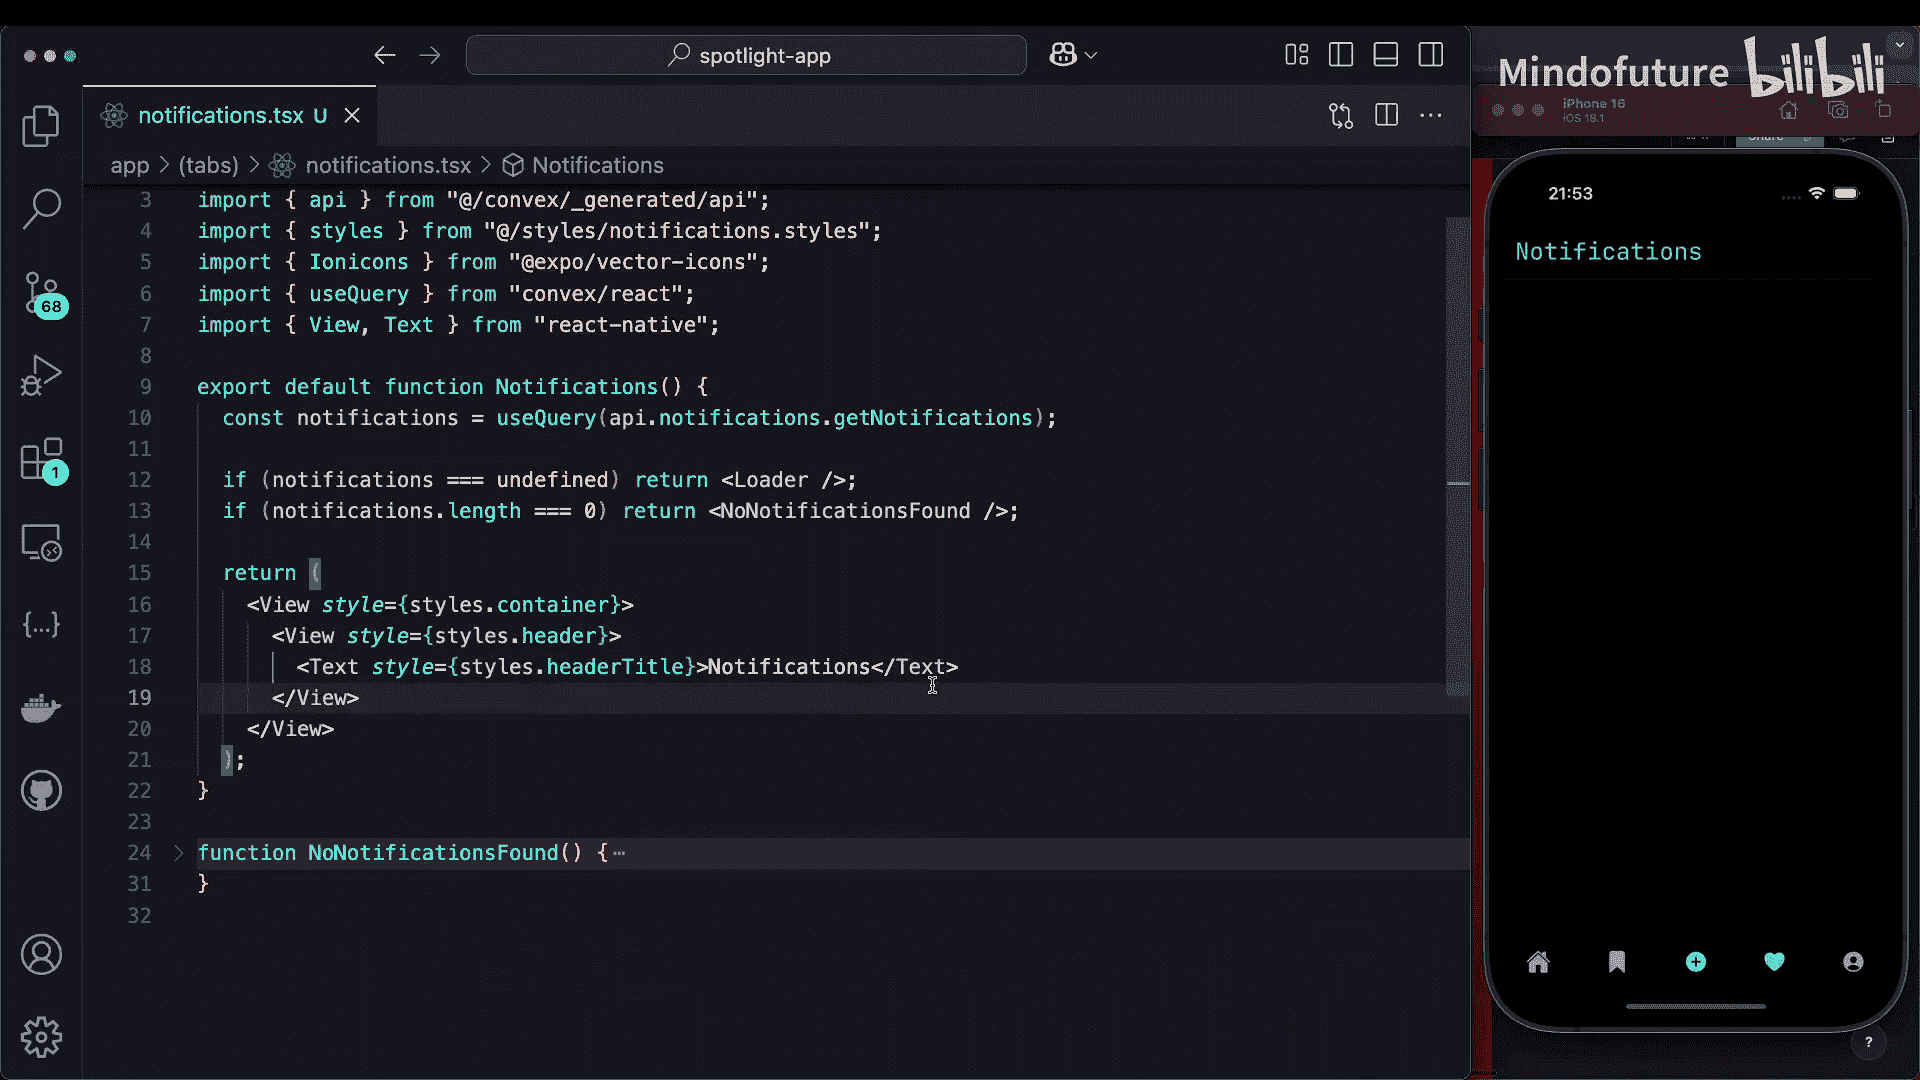 spotlight-app
Mindofuture bilibili
notifications.tsx U
iPhone 16
iOS 18.1
app > (tabs) > notifications.tsx > Notifications
Share
3 import { api } from "@/convex/_generated/api";
4 import { styles } from "@/styles/notifications.styles";
5 import { Ionicons } from "@expo/vector-icons";
6 import { useQuery } from "convex/react";
7 import { View, Text } from "react-native";
8
9 export default function Notifications() {
10 const notifications = useQuery(api.notifications.getNotifications);
11
12 if (notifications === undefined) return <Loader />;
13 if (notifications.length === 0) return <NoNotificationsFound />;
14
15 return (
16 <View style={styles.container}>
17 <View style={styles.header}>
18 <Text style={styles.headerTitle}>Notifications</Text>
19 </View>
20 </View>
21 );
22 }
23
24 function NoNotificationsFound() {⋯
31 }
32
68
1
21:53
Notifications
?